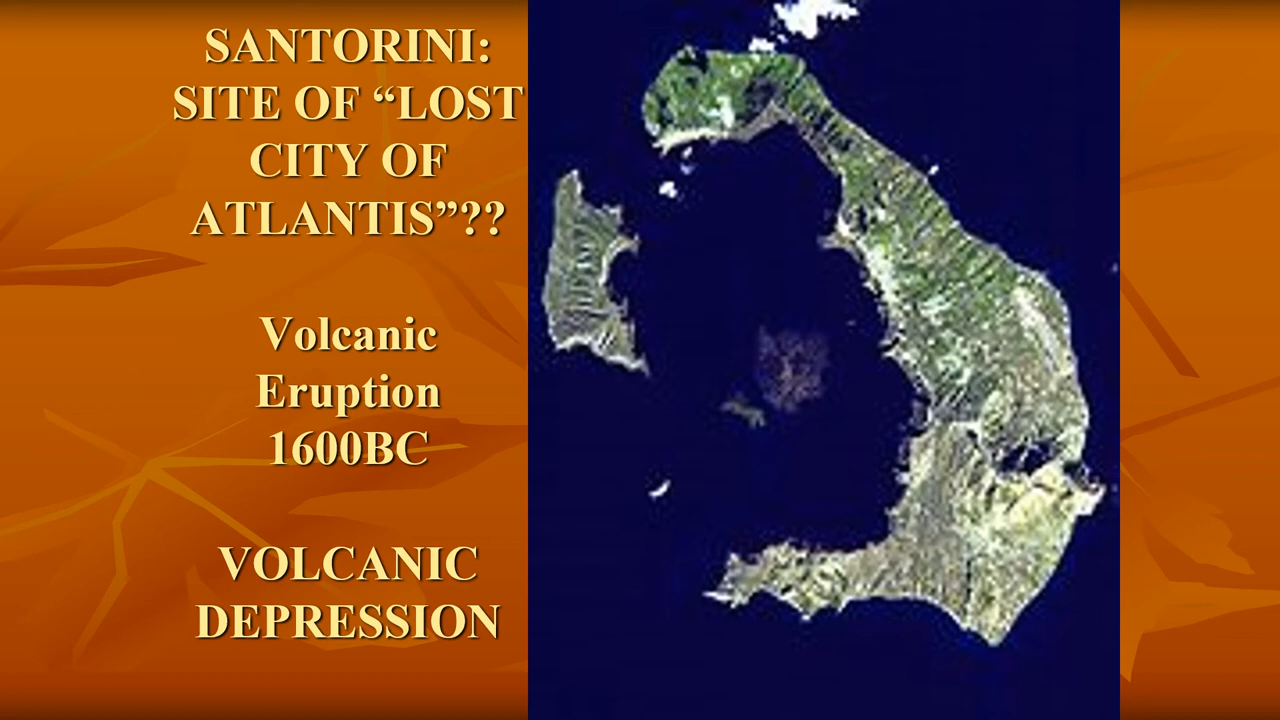 SANTORINI:
SITE OF “LOST
CITY OF
ATLANTIS”??
Volcanic
Eruption
1600BC
VOLCANIC
DEPRESSION